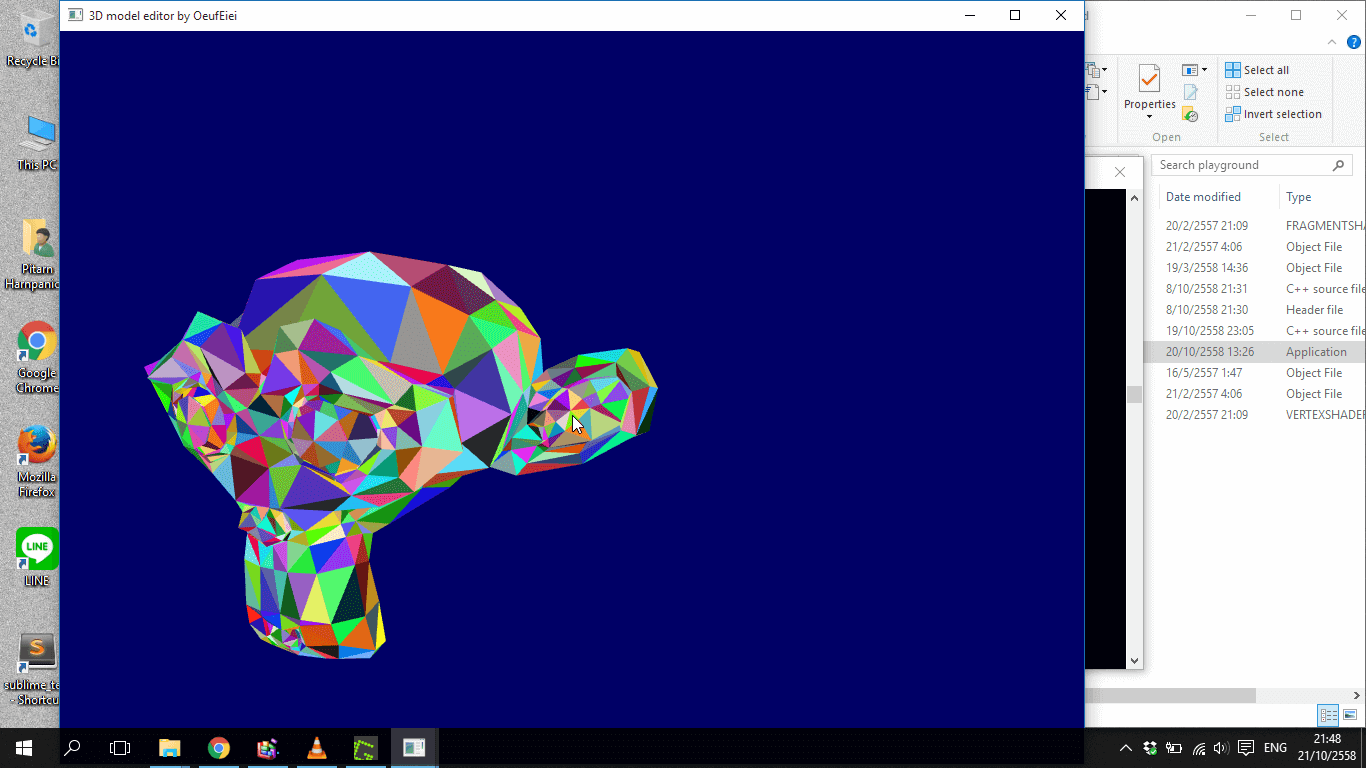 3D model editor by OeufEiei
Recycle Bi
This PC
Pitarn
Harnpanic
Google
Chrome
Mozilla
Firefox
LINE
LINE
sublime_te
- Shortcu
Properties
Open
Select all
Select none
Invert selection
Select
Search playground
Date modified Type
20/2/2557 21:09 FRAGMENTSHA
21/2/2557 4:06 Object File
19/3/2558 14:36 Object File
8/10/2558 21:31 C++ source file
8/10/2558 21:30 Header file
19/10/2558 23:05 C++ source file
20/10/2558 13:26 Application
16/5/2557 1:47 Object File
21/2/2557 4:06 Object File
20/2/2557 21:09 VERTEXSHADER
ENG
21:48
21/10/2558